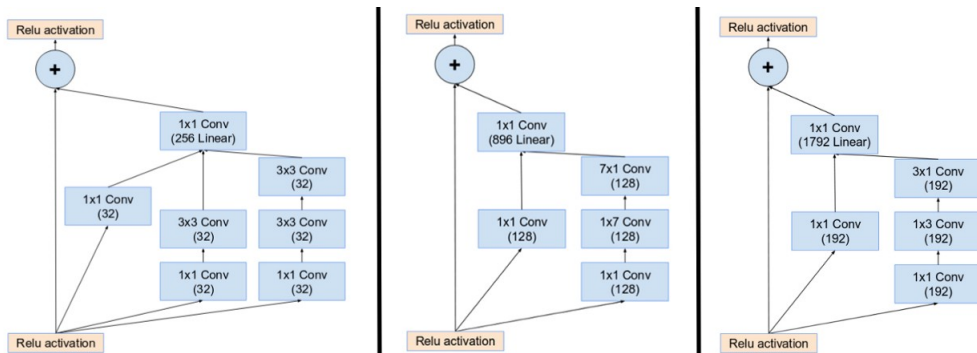 Relu activation
+
1x1 Conv
(256 Linear)
3x3 Conv
(32)
1x1 Conv
(32)
3x3 Conv
(32)
3x3 Conv
(32)
1x1 Conv
(32)
1x1 Conv
(32)
Relu activation
Relu activation
+
1x1 Conv
(896 Linear)
7x1 Conv
(128)
1x1 Conv
(128)
1x7 Conv
(128)
1x1 Conv
(128)
Relu activation
Relu activation
+
1x1 Conv
(1792 Linear)
3x1 Conv
(192)
1x1 Conv
(192)
1x3 Conv
(192)
1x1 Conv
(192)
Relu activation